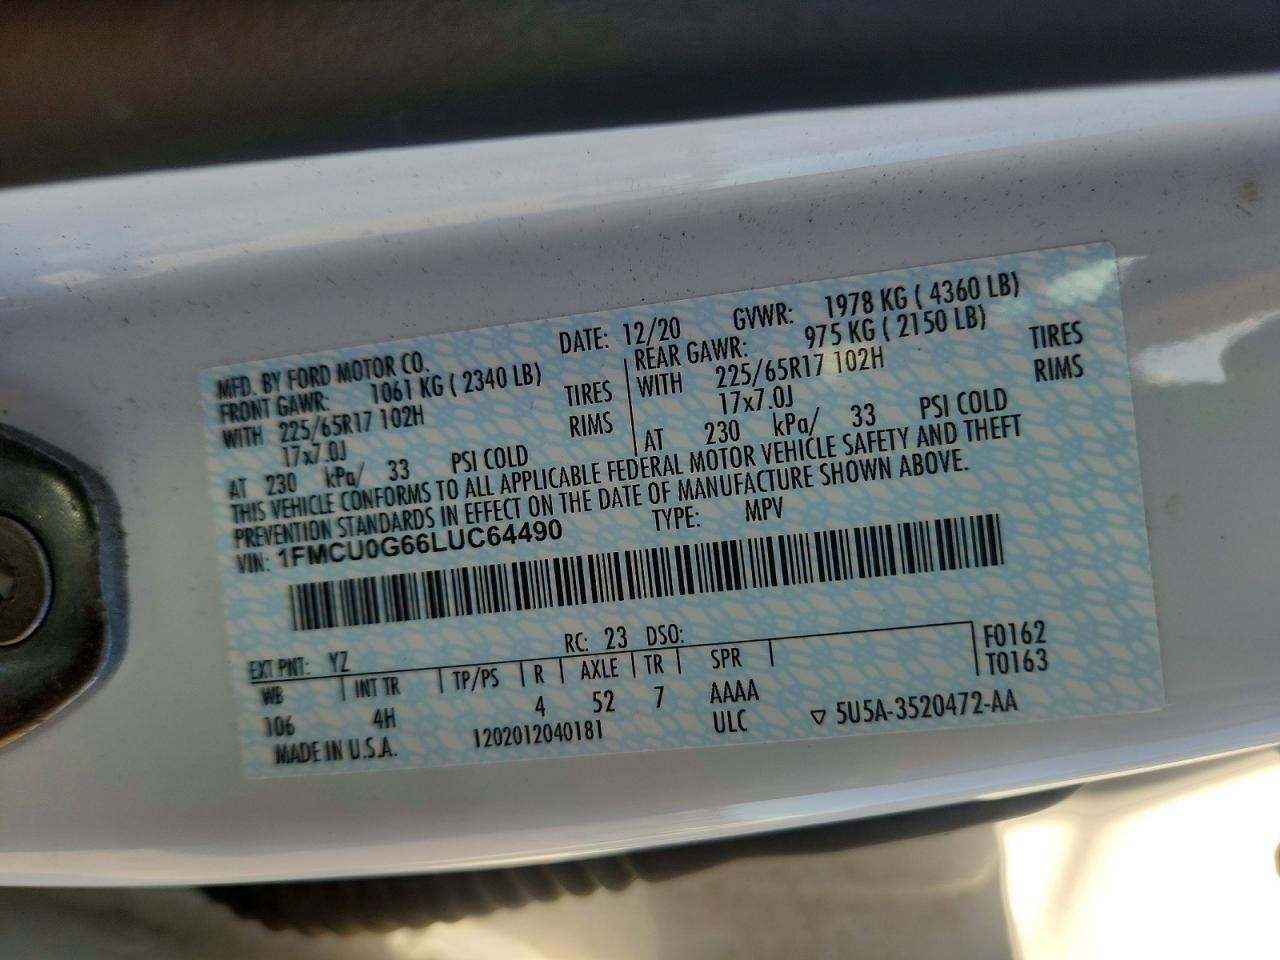 MFD. BY FORD MOTOR CO. DATE: 12/20 GVWR: 1978 KG ( 4360 LB)
FRONT GAWR: 1061 KG ( 2340 LB) REAR GAWR: 975 KG ( 2150 LB)
WITH 225/65R17 102H TIRES WITH 225/65R17 102H TIRES
17x7.0J RIMS 17x7.0J RIMS
AT 230 kPa/ 33 PSI COLD AT 230 kPa/ 33 PSI COLD
THIS VEHICLE CONFORMS TO ALL APPLICABLE FEDERAL MOTOR VEHICLE SAFETY AND THEFT
PREVENTION STANDARDS IN EFFECT ON THE DATE OF MANUFACTURE SHOWN ABOVE.
VIN: 1FMCU0G66LUC64490 TYPE: MPV
EXT PNT: YZ RC: 23 DSO: F0162
WB INT TR TP/PS R AXLE TR SPR T0163
106 4H 4 52 7 AAAA
MADE IN U.S.A. 1202012040181 ULC ▽ 5U5A-3520472-AA